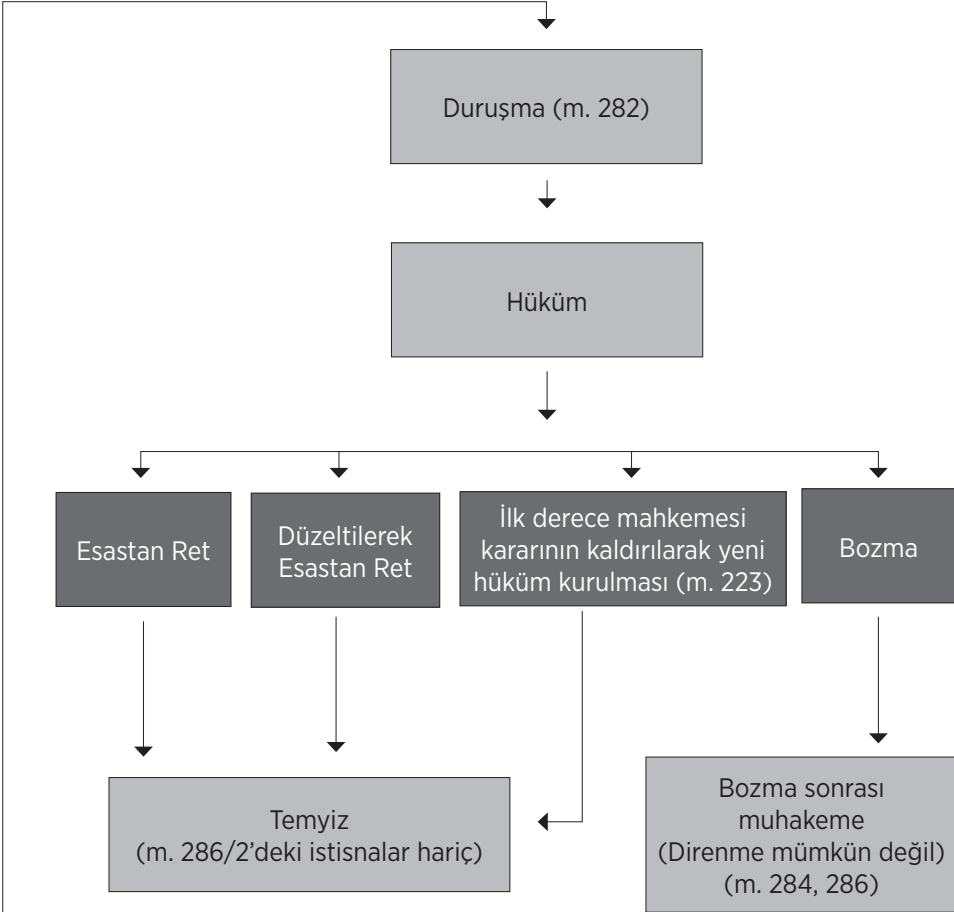 Duruşma (m. 282)
Hüküm
Esastan Ret
Düzeltilerek
Esastan Ret
İlk derece mahkemesi
kararının kaldırılarak yeni
hüküm kurulması (m. 223)
Bozma
Temyiz
(m. 286/2’deki istisnalar hariç)
Bozma sonrası
muhakeme
(Direnme mümkün değil)
(m. 284, 286)